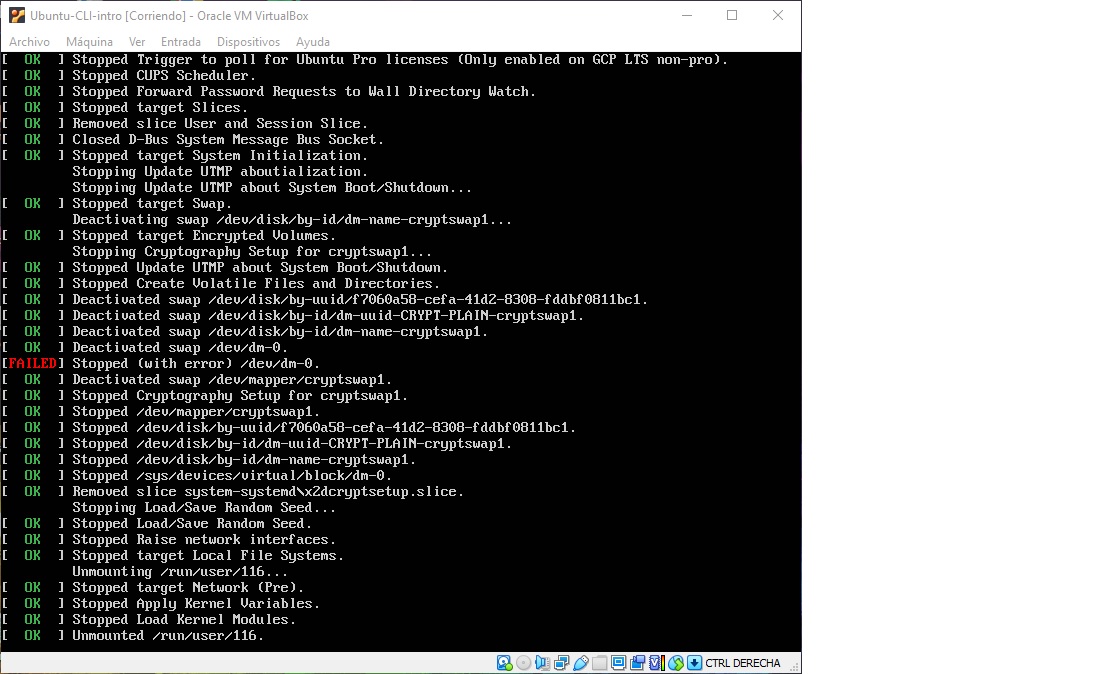 Ubuntu-CLI-intro [Corriendo] - Oracle VM VirtualBox
Archivo Máquina Ver Entrada Dispositivos Ayuda
[  OK  ] Stopped Trigger to poll for Ubuntu Pro licenses (Only enabled on GCP LTS non-pro).
[  OK  ] Stopped CUPS Scheduler.
[  OK  ] Stopped Forward Password Requests to Wall Directory Watch.
[  OK  ] Stopped target Slices.
[  OK  ] Removed slice User and Session Slice.
[  OK  ] Closed D-Bus System Message Bus Socket.
[  OK  ] Stopped target System Initialization.
Stopping Update UTMP aboutialization.
Stopping Update UTMP about System Boot/Shutdown...
[  OK  ] Stopped target Swap.
Deactivating swap /dev/disk/by-id/dm-name-cryptswap1...
[  OK  ] Stopped target Encrypted Volumes.
Stopping Cryptography Setup for cryptswap1...
[  OK  ] Stopped Update UTMP about System Boot/Shutdown.
[  OK  ] Stopped Create Volatile Files and Directories.
[  OK  ] Deactivated swap /dev/disk/by-uuid/f7060a58-cefa-41d2-8308-fddbf0811bc1.
[  OK  ] Deactivated swap /dev/disk/by-id/dm-uuid-CRYPT-PLAIN-cryptswap1.
[  OK  ] Deactivated swap /dev/disk/by-id/dm-name-cryptswap1.
[  OK  ] Deactivated swap /dev/dm-0.
[FAILED] Stopped (with error) /dev/dm-0.
[  OK  ] Deactivated swap /dev/mapper/cryptswap1.
[  OK  ] Stopped Cryptography Setup for cryptswap1.
[  OK  ] Stopped /dev/mapper/cryptswap1.
[  OK  ] Stopped /dev/disk/by-uuid/f7060a58-cefa-41d2-8308-fddbf0811bc1.
[  OK  ] Stopped /dev/disk/by-id/dm-uuid-CRYPT-PLAIN-cryptswap1.
[  OK  ] Stopped /dev/disk/by-id/dm-name-cryptswap1.
[  OK  ] Stopped /sys/devices/virtual/block/dm-0.
[  OK  ] Removed slice system-systemd\x2dcryptsetup.slice.
Stopping Load/Save Random Seed...
[  OK  ] Stopped Load/Save Random Seed.
[  OK  ] Stopped Raise network interfaces.
[  OK  ] Stopped target Local File Systems.
Unmounting /run/user/116...
[  OK  ] Stopped target Network (Pre).
[  OK  ] Stopped Apply Kernel Variables.
[  OK  ] Stopped Load Kernel Modules.
[  OK  ] Unmounted /run/user/116.
CTRL DERECHA